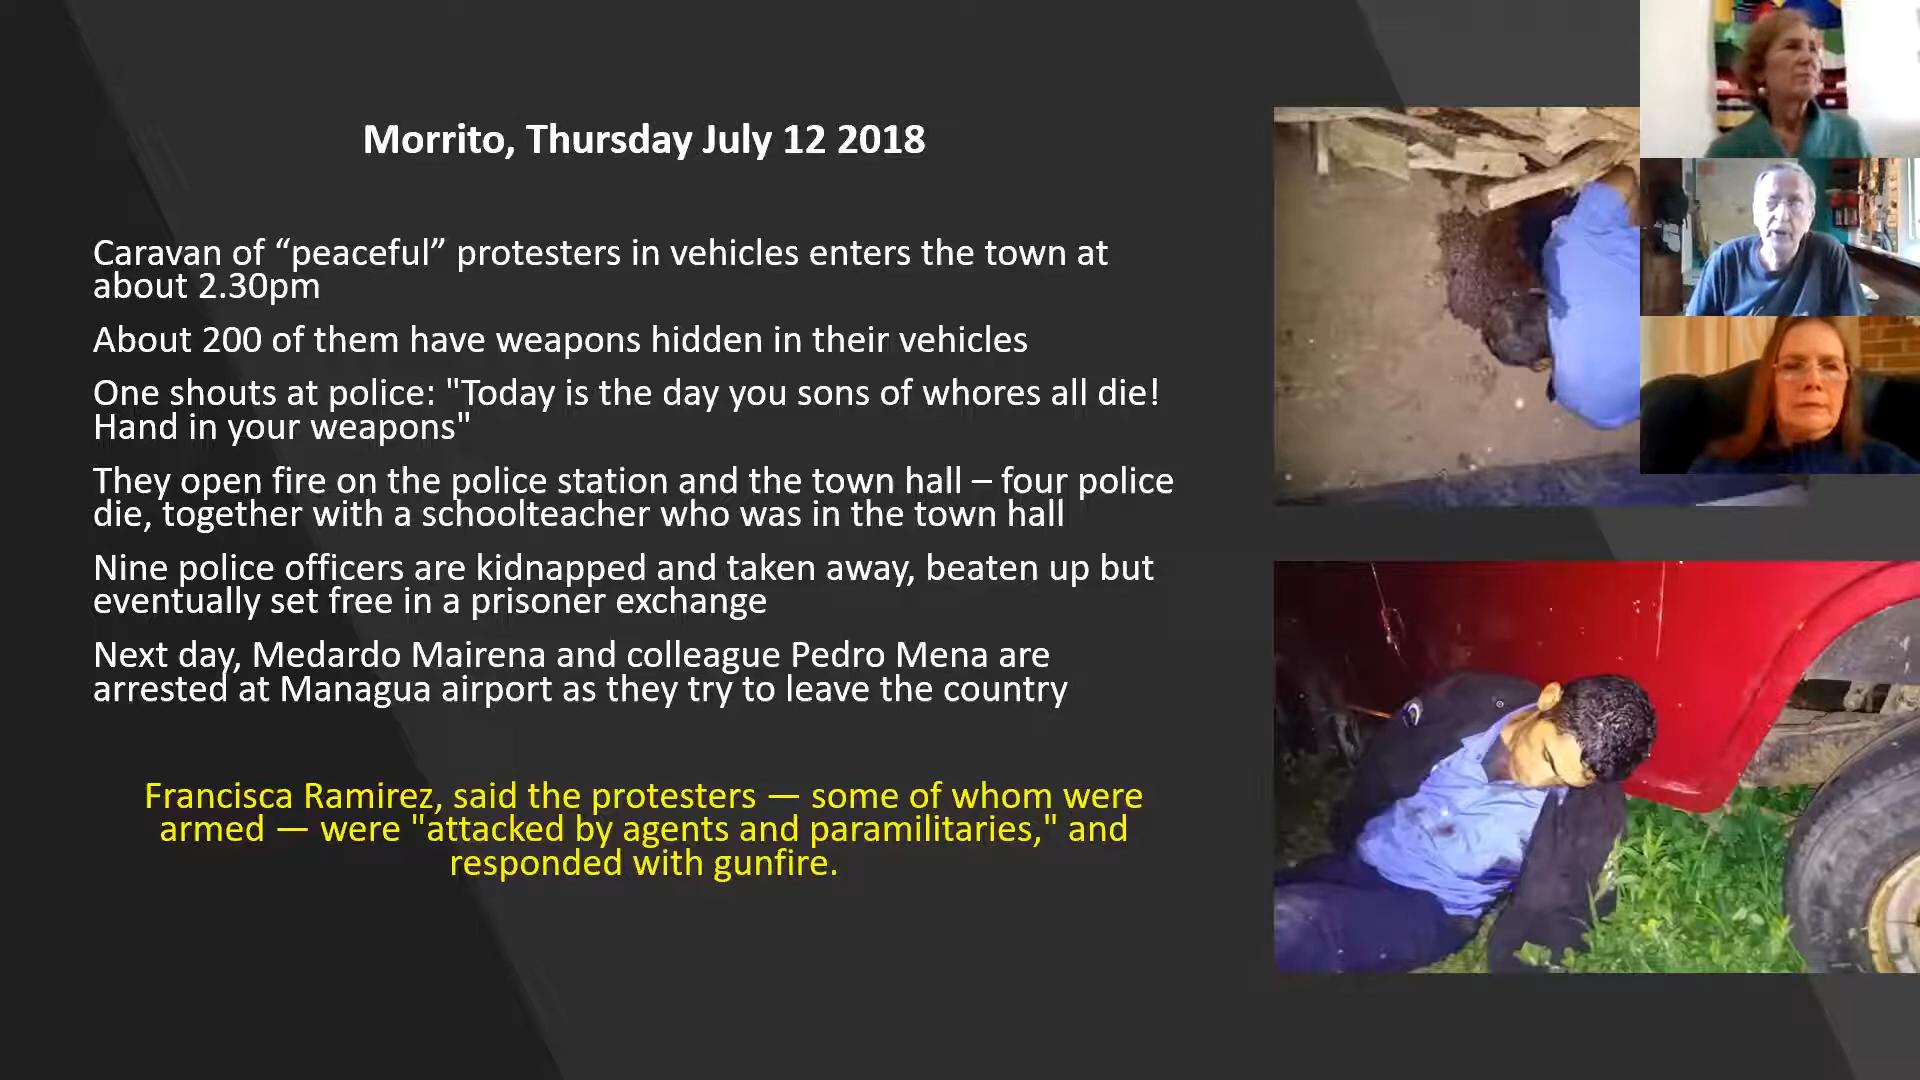 Morrito, Thursday July 12 2018
Caravan of “peaceful” protesters in vehicles enters the town at
about 2.30pm
About 200 of them have weapons hidden in their vehicles
One shouts at police: "Today is the day you sons of whores all die!
Hand in your weapons"
They open fire on the police station and the town hall – four police
die, together with a schoolteacher who was in the town hall
Nine police officers are kidnapped and taken away, beaten up but
eventually set free in a prisoner exchange
Next day, Medardo Mairena and colleague Pedro Mena are
arrested at Managua airport as they try to leave the country
Francisca Ramirez, said the protesters — some of whom were
armed — were "attacked by agents and paramilitaries," and
responded with gunfire.